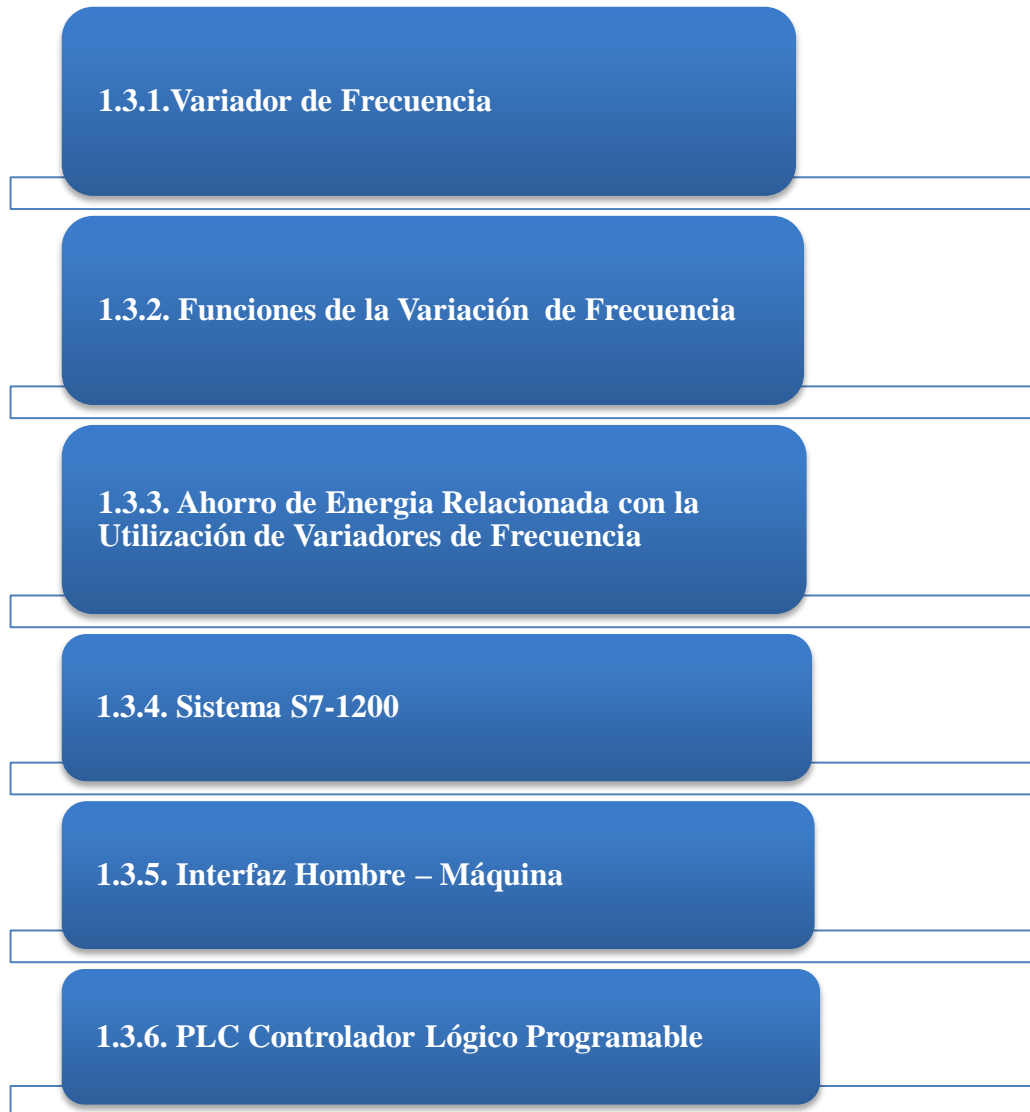 1.3.1.Variador de Frecuencia
1.3.2. Funciones de la Variación de Frecuencia
1.3.3. Ahorro de Energia Relacionada con la
Utilización de Variadores de Frecuencia
1.3.4. Sistema S7-1200
1.3.5. Interfaz Hombre – Máquina
1.3.6. PLC Controlador Lógico Programable